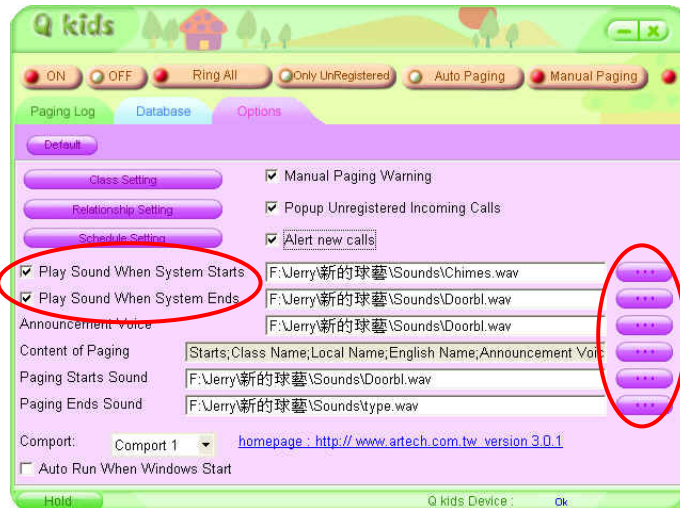 Q kids
ON OFF Ring All Only UnRegistered Auto Paging Manual Paging
Paging Log Database Options
Default
Class Setting Manual Paging Warning
Relationship Setting Popup Unregistered Incoming Calls
Schedule Setting Alert new calls
Play Sound When System Starts F:\Jerry\新的球藝\Sounds\Chimes.wav ...
Play Sound When System Ends F:\Jerry\新的球藝\Sounds\Doorbl.wav ...
Announcement Voice F:\Jerry\新的球藝\Sounds\Doorbl.wav ...
Content of Paging Starts;Class Name;Local Name;English Name;Announcement Voic ...
Paging Starts Sound F:\Jerry\新的球藝\Sounds\Doorbl.wav ...
Paging Ends Sound F:\Jerry\新的球藝\Sounds\type.wav ...
Comport: Comport 1 homepage : http:// www.artech.com.tw version 3.0.1
Auto Run When Windows Start
Hold Q kids Device : Ok